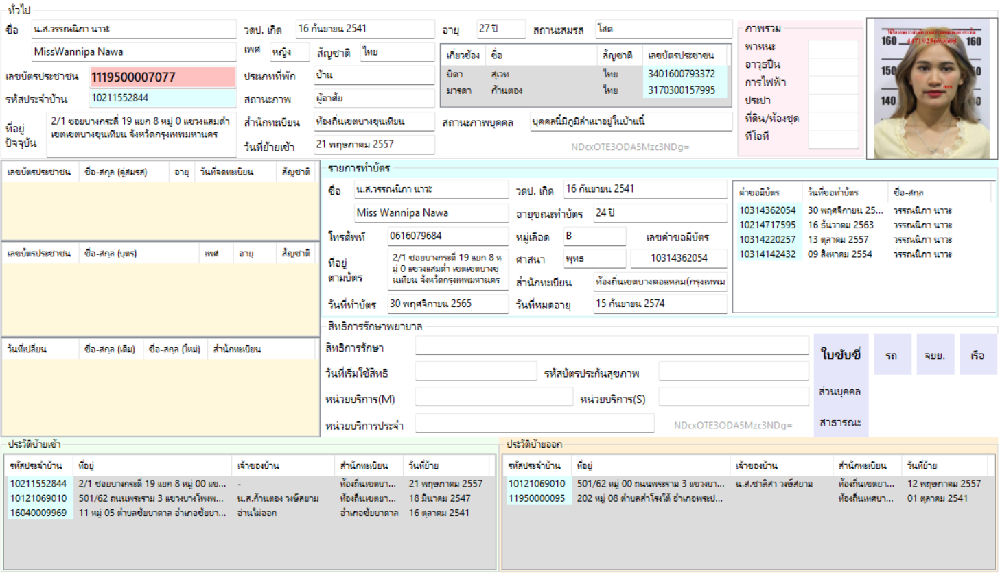 ทั่วไป
ชื่อ น.ส.วรรณนิภา นาวะ วดป. เกิด 16 กันยายน 2541 อายุ 27 ปี สถานะสมรส โสด
MissWannipa Nawa เพศ หญิง สัญชาติ ไทย
เลขบัตรประชาชน 1119500007077 ประเภทที่พัก บ้าน
รหัสประจำบ้าน 10211552844 สถานะภาพ ผู้อาศัย
ที่อยู่ปัจจุบัน 2/1 ซอยบางกระดี่ 19 แยก 8 หมู่ 0 แขวงแสมดำ
เขตเขตบางขุนเทียน จังหวัดกรุงเทพมหานคร
สำนักทะเบียน ท้องถิ่นเขตบางขุนเทียน
วันที่ย้ายเข้า 21 พฤษภาคม 2557
เกี่ยวข้อง ชื่อ สัญชาติ เลขบัตรประชาชน
บิดา สุเวท ไทย 3401600793372
มารดา ก้านตอง ไทย 3170300157995
สถานะภาพบุคคล บุคคลนี้มีภูมิลำเนาอยู่ในบ้านนี้
NDcxOTE3ODA5Mzc3NDg=
ภาพรวม
พาหนะ
อาวุธปืน
การไฟฟ้า
ประปา
ที่ดิน/ห้องชุด
ทีโอที
160 160
150
140
เลขบัตรประชาชน ชื่อ-สกุล (คู่สมรส) อายุ วันที่จดทะเบียน สัญชาติ
เลขบัตรประชาชน ชื่อ-สกุล (บุตร) เพศ อายุ สัญชาติ
วันที่เปลี่ยน ชื่อ-สกุล (เดิม) ชื่อ-สกุล (ใหม่) สำนักทะเบียน
รายการทำบัตร
ชื่อ น.ส.วรรณนิภา นาวะ วดป. เกิด 16 กันยายน 2541
Miss Wannipa Nawa อายุขณะทำบัตร 24 ปี
โทรศัพท์ 0616079684 หมู่เลือด B เลขคำขอมีบัตร
ที่อยู่ตามบัตร 2/1 ซอยบางกระดี่ 19 แยก 8 ห
มู่ 0 แขวงแสมดำ เขตเขตบางขุ
นเทียน จังหวัดกรุงเทพมหานคร
ศาสนา พุทธ 10314362054
สำนักทะเบียน ท้องถิ่นเขตบางคอแหลม(กรุงเทพม
วันที่ทำบัตร 30 พฤศจิกายน 2565 วันที่หมดอายุ 15 กันยายน 2574
คำขอมีบัตร วันที่ขอทำบัตร ชื่อ-สกุล
10314362054 30 พฤศจิกายน 25... วรรณนิภา นาวะ
10214717595 16 ธันวาคม 2563 วรรณนิภา นาวะ
10314220257 13 ตุลาคม 2557 วรรณนิภา นาวะ
10314142432 09 สิงหาคม 2554 วรรณนิภา นาวะ
สิทธิการรักษาพยาบาล
สิทธิการรักษา
วันที่เริ่มใช้สิทธิ รหัสบัตรประกันสุขภาพ
หน่วยบริการ(M) หน่วยบริการ(S)
หน่วยบริการประจำ NDcxOTE3ODA5Mzc3NDg=
ใบขับขี่ รถ จยย. เรือ
ส่วนบุคคล
สาธารณะ
ประวัติบ้ายเข้า
รหัสประจำบ้าน ที่อยู่ เจ้าของบ้าน สำนักทะเบียน วันที่ย้าย
10211552844 2/1 ซอยบางกระดี่ 19 แยก 8 หมู่ 00 แข... - ท้องถิ่นเขตบา... 21 พฤษภาคม 2557
10121069010 501/62 ถนนพระราม 3 แขวงบางโพงพ... น.ส.ก้านตอง วงษ์สยาม ท้องถิ่นเขตยา... 18 มีนาคม 2547
16040009969 11 หมู่ 05 ตำบลชัยบาดาล อำเภอชัยบา... อ่านไม่ออก อำเภอชัยบาดาล 16 ตุลาคม 2541
ประวัติบ้ายออก
รหัสประจำบ้าน ที่อยู่ เจ้าของบ้าน สำนักทะเบียน วันที่ย้าย
10121069010 501/62 หมู่ 00 ถนนพระราม 3 แขวงบา... น.ส.ชาลิสา วงษ์สยาม ท้องถิ่นเขตยา... 12 พฤษภาคม 2557
11950000095 202 หมู่ 08 ตำบลสำโรงใต้ อำเภอพระป... ท้องถิ่นเทศบา... 01 ตุลาคม 2541